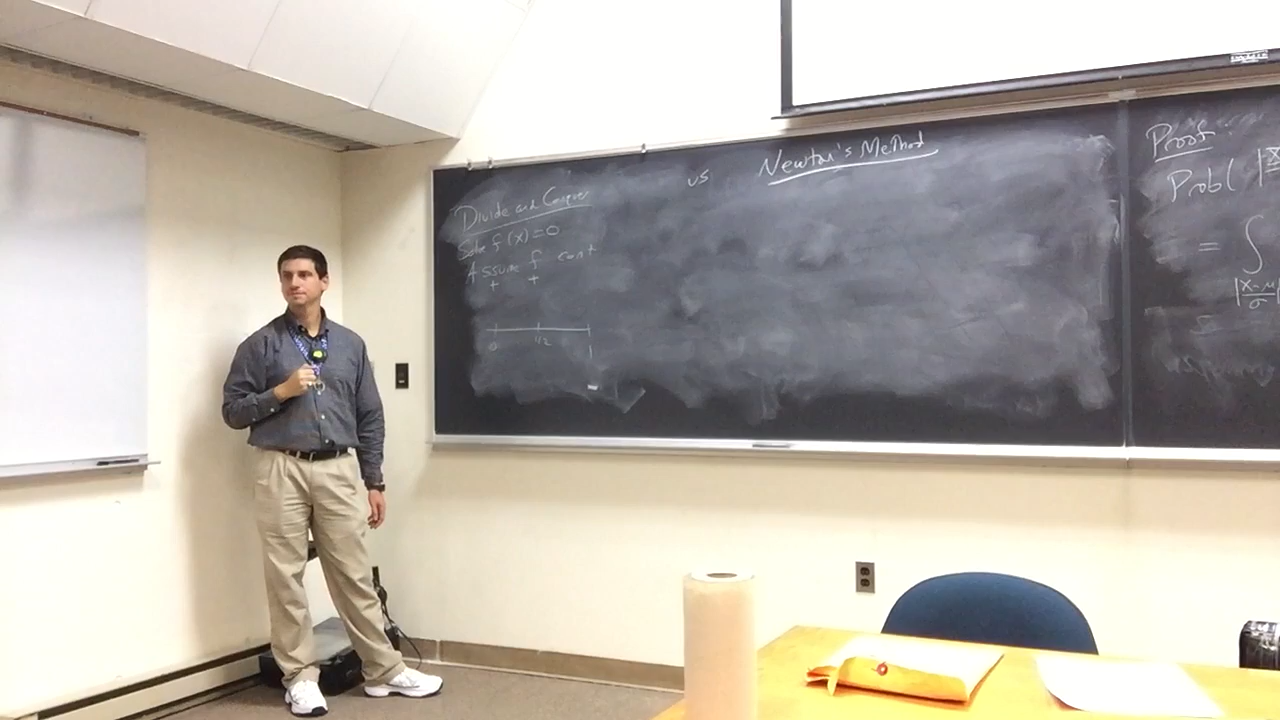 Divide and Conquer
Solve f(x)=0
Assume f cont
+ +
0 1/2 1
vs
Newton's Method
Proof:
Prob(
= ∫